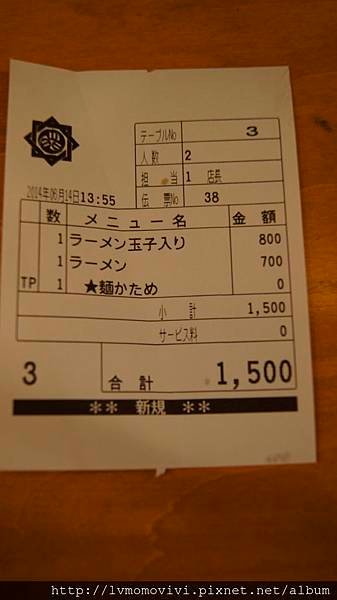 テーブルNo 3
人数 2
担当 1 店長
2014年06月14日13:55
伝票No 38
数 メニュー名 金額
1 ラーメン玉子入り 800
1 ラーメン 700
TP 1 ★麺かため 0
小計 1,500
サービス料 0
3 合計 1,500
** 新規 **
http://lvmomovivi.pixnet.net/album